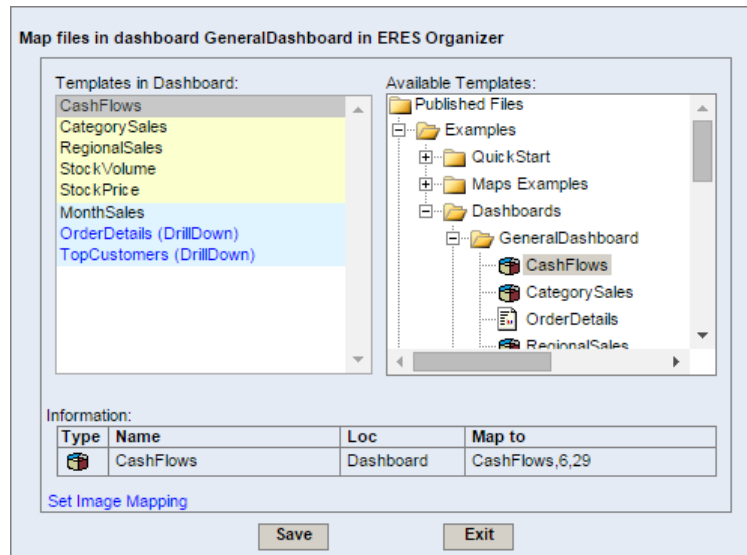 Map files in dashboard GeneralDashboard in ERES Organizer
Templates in Dashboard:
CashFlows
CategorySales
RegionalSales
StockVolume
StockPrice
MonthSales
OrderDetails (DrillDown)
TopCustomers (DrillDown)
Available Templates:
Published Files
Examples
QuickStart
Maps Examples
Dashboards
GeneralDashboard
CashFlows
CategorySales
OrderDetails
RegionalSales
Information:
Type Name Loc Map to
CashFlows Dashboard CashFlows,6,29
Set Image Mapping
Save Exit